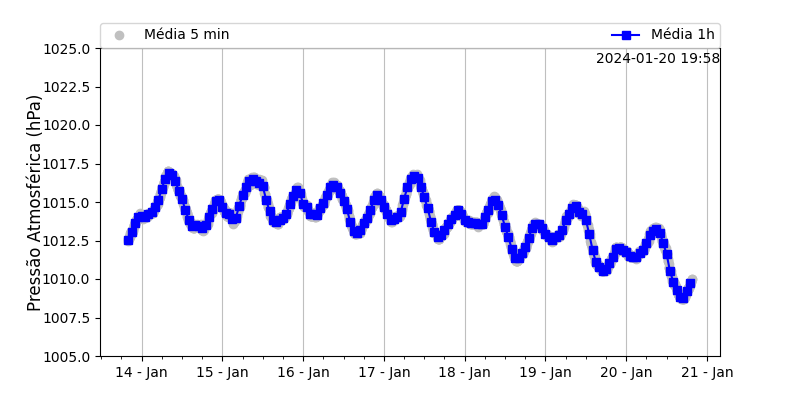 Média 5 min
Média 1h
2024-01-20 19:58
Pressão Atmosférica (hPa)
1025.0
1022.5
1020.0
1017.5
1015.0
1012.5
1010.0
1007.5
1005.0
14 - Jan
15 - Jan
16 - Jan
17 - Jan
18 - Jan
19 - Jan
20 - Jan
21 - Jan